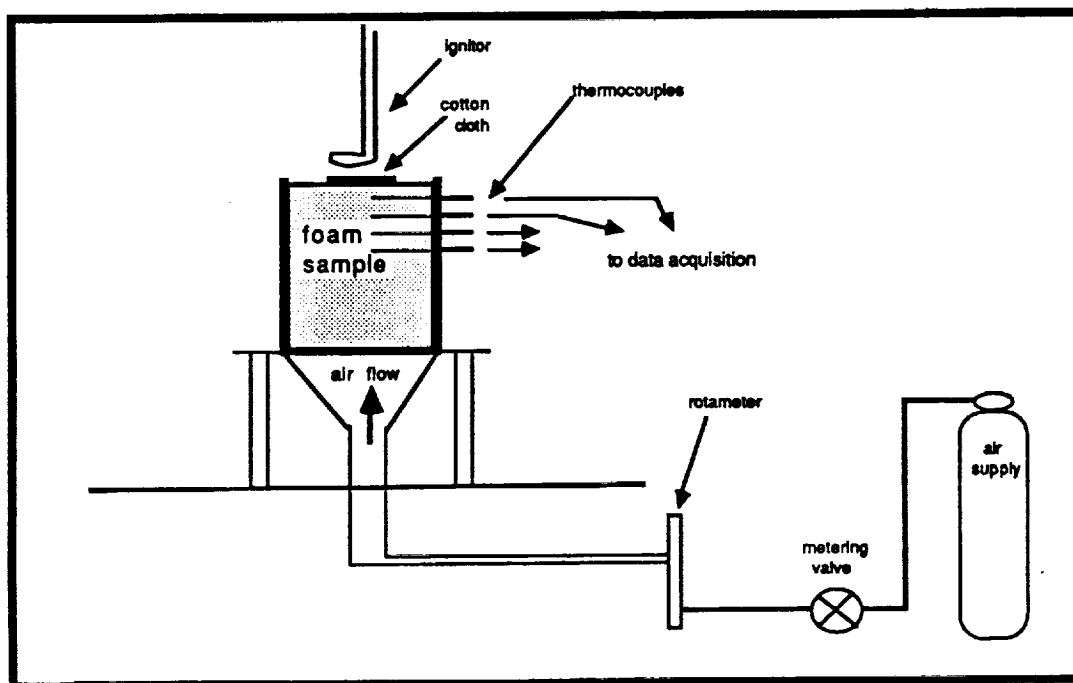 ignitor
cotton
cloth
thermocouples
foam
sample
to data acquisition
air flow
rotameter
air
supply
metering
valve